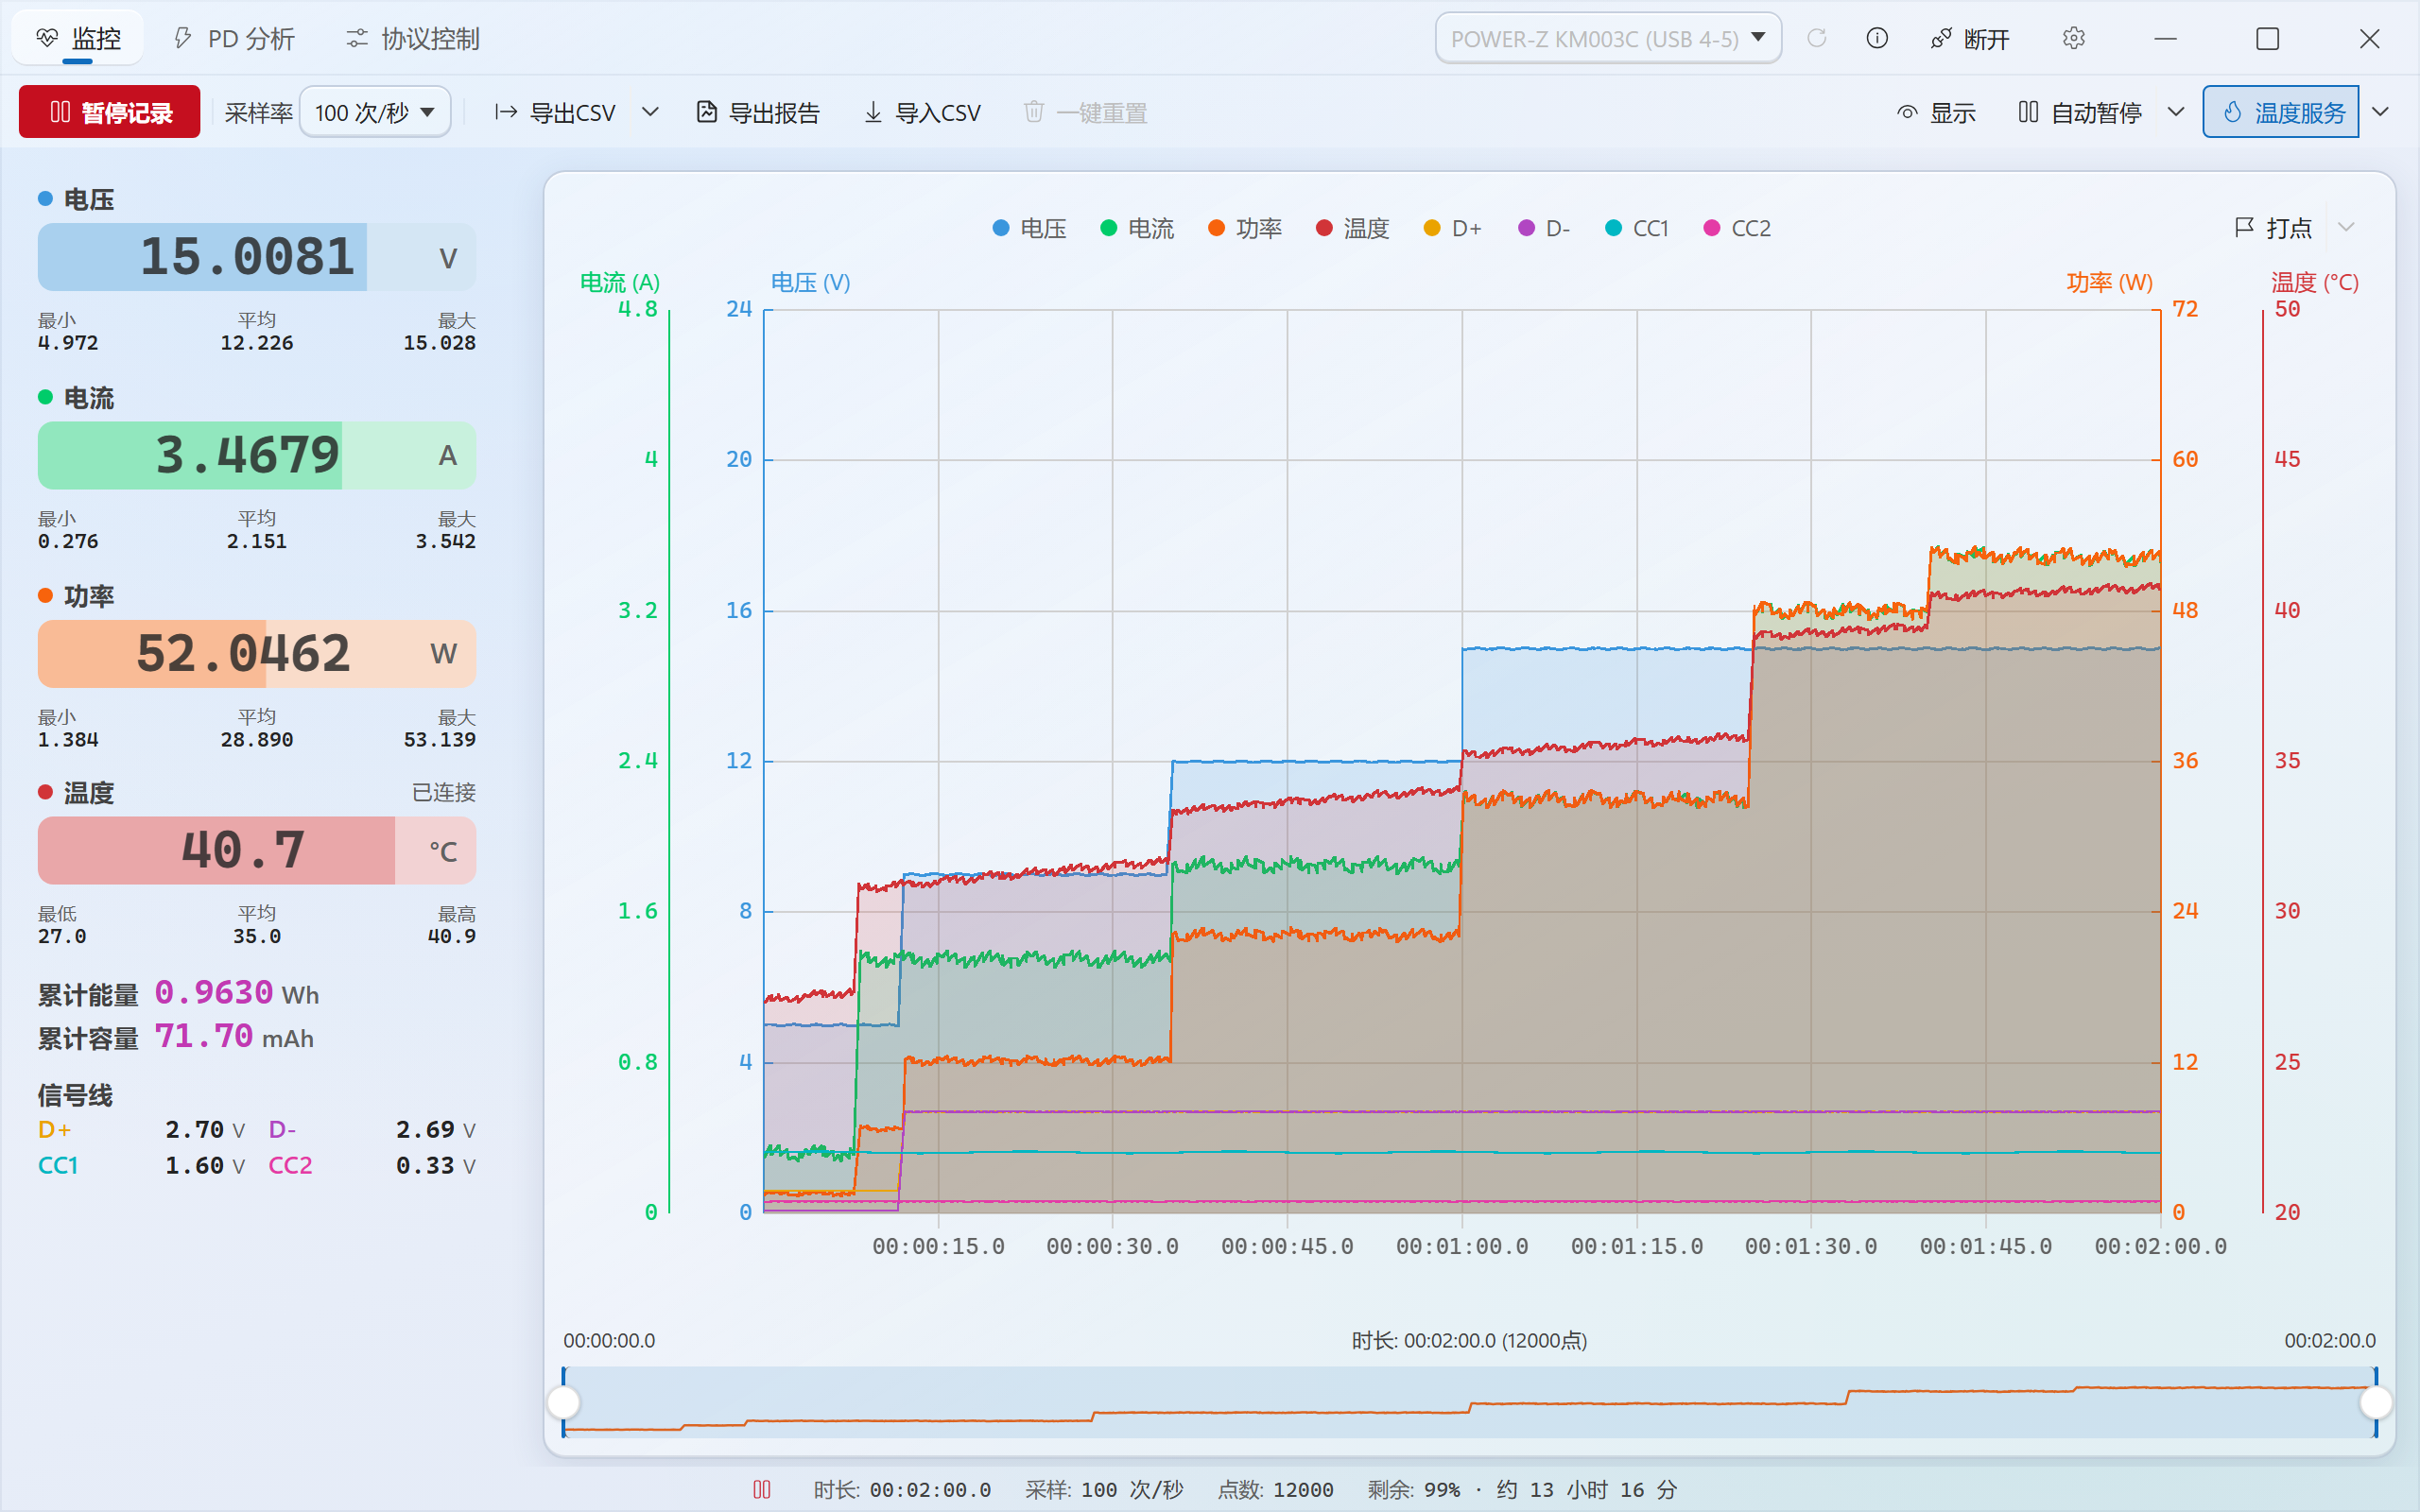 监控 PD 分析 协议控制 POWER-Z KM003C (USB 4-5) 断开
暂停记录 采样率 100 次/秒 导出CSV 导出报告 导入CSV 一键重置 显示 自动暂停 温度服务
电压
15.0081 V
最小 平均 最大
4.972 12.226 15.028
电流
3.4679 A
最小 平均 最大
0.276 2.151 3.542
功率
52.0462 W
最小 平均 最大
1.384 28.890 53.139
温度 已连接
40.7 °C
最低 平均 最高
27.0 35.0 40.9
累计能量 0.9630 Wh
累计容量 71.70 mAh
信号线
D+ 2.70 V D- 2.69 V
CC1 1.60 V CC2 0.33 V
电压 电流 功率 温度 D+ D- CC1 CC2 打点
电流 (A) 电压 (V) 功率 (W) 温度 (°C)
4.8 24 72 50
4 20 60 45
3.2 16 48 40
2.4 12 36 35
1.6 8 24 30
0.8 4 12 25
0 0 0 20
00:00:15.0 00:00:30.0 00:00:45.0 00:01:00.0 00:01:15.0 00:01:30.0 00:01:45.0 00:02:00.0
00:00:00.0 时长: 00:02:00.0 (12000点) 00:02:00.0
时长: 00:02:00.0 采样: 100 次/秒 点数: 12000 剩余: 99% · 约 13 小时 16 分